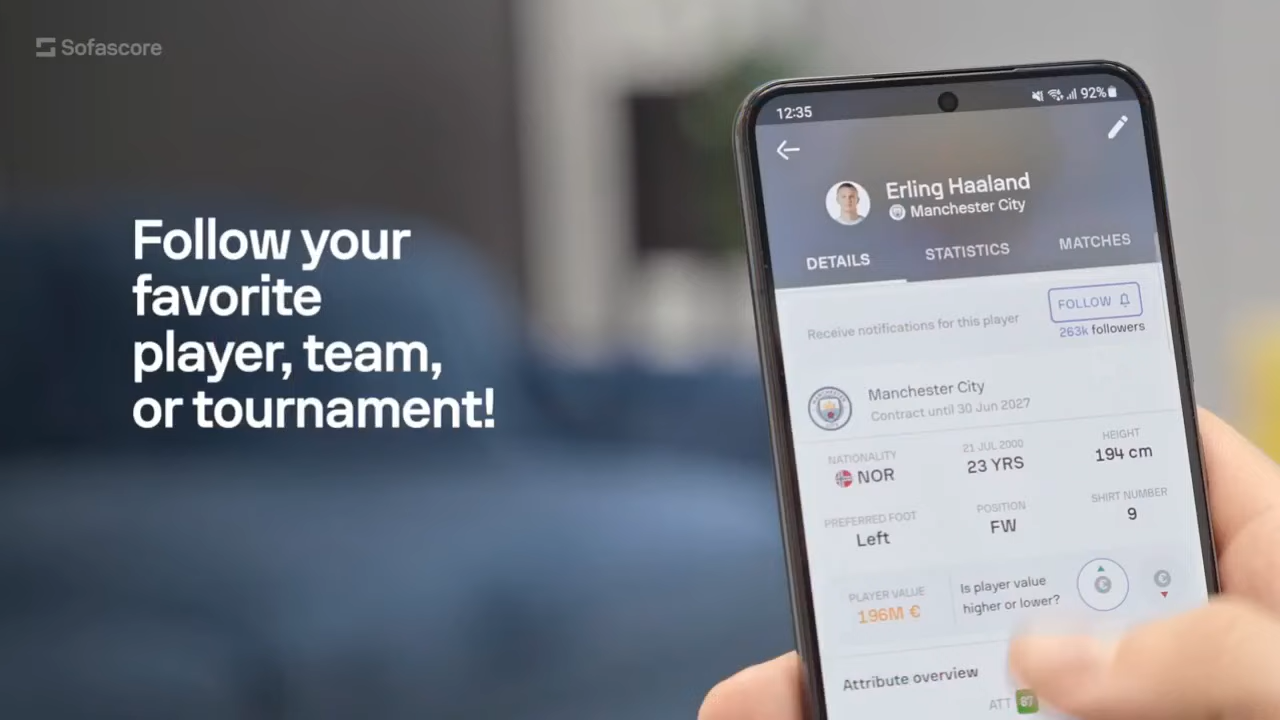 Sofascore
Follow your
favorite
player, team,
or tournament!
12:35
92%
Erling Haaland
Manchester City
DETAILS
STATISTICS
MATCHES
Receive notifications for this player
FOLLOW
263k followers
Manchester City
Contract until 30 Jun 2027
NATIONALITY
NOR
21 JUL 2000
23 YRS
HEIGHT
194 cm
PREFERRED FOOT
Left
POSITION
FW
SHIRT NUMBER
9
PLAYER VALUE
196M €
Is player value
higher or lower?
€
€
Attribute overview
ATT 87